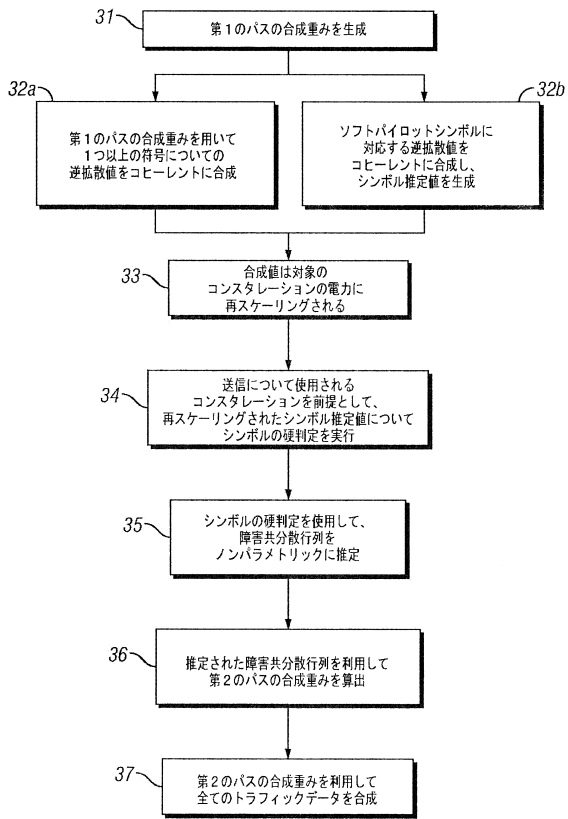 31
第１のパスの合成重みを生成
32a
第１のパスの合成重みを用いて
１つ以上の符号についての
逆拡散値をコヒーレントに合成
32b
ソフトパイロットシンボルに
対応する逆拡散値を
コヒーレントに合成し、
シンボル推定値を生成
33
合成値は対象の
コンスタレーションの電力に
再スケーリングされる
34
送信について使用される
コンスタレーションを前提として、
再スケーリングされたシンボル推定値について
シンボルの硬判定を実行
35
シンボルの硬判定を使用して、
障害共分散行列を
ノンパラメトリックに推定
36
推定された障害共分散行列を利用して
第２のパスの合成重みを算出
37
第２のパスの合成重みを利用して
全てのトラフィックデータを合成